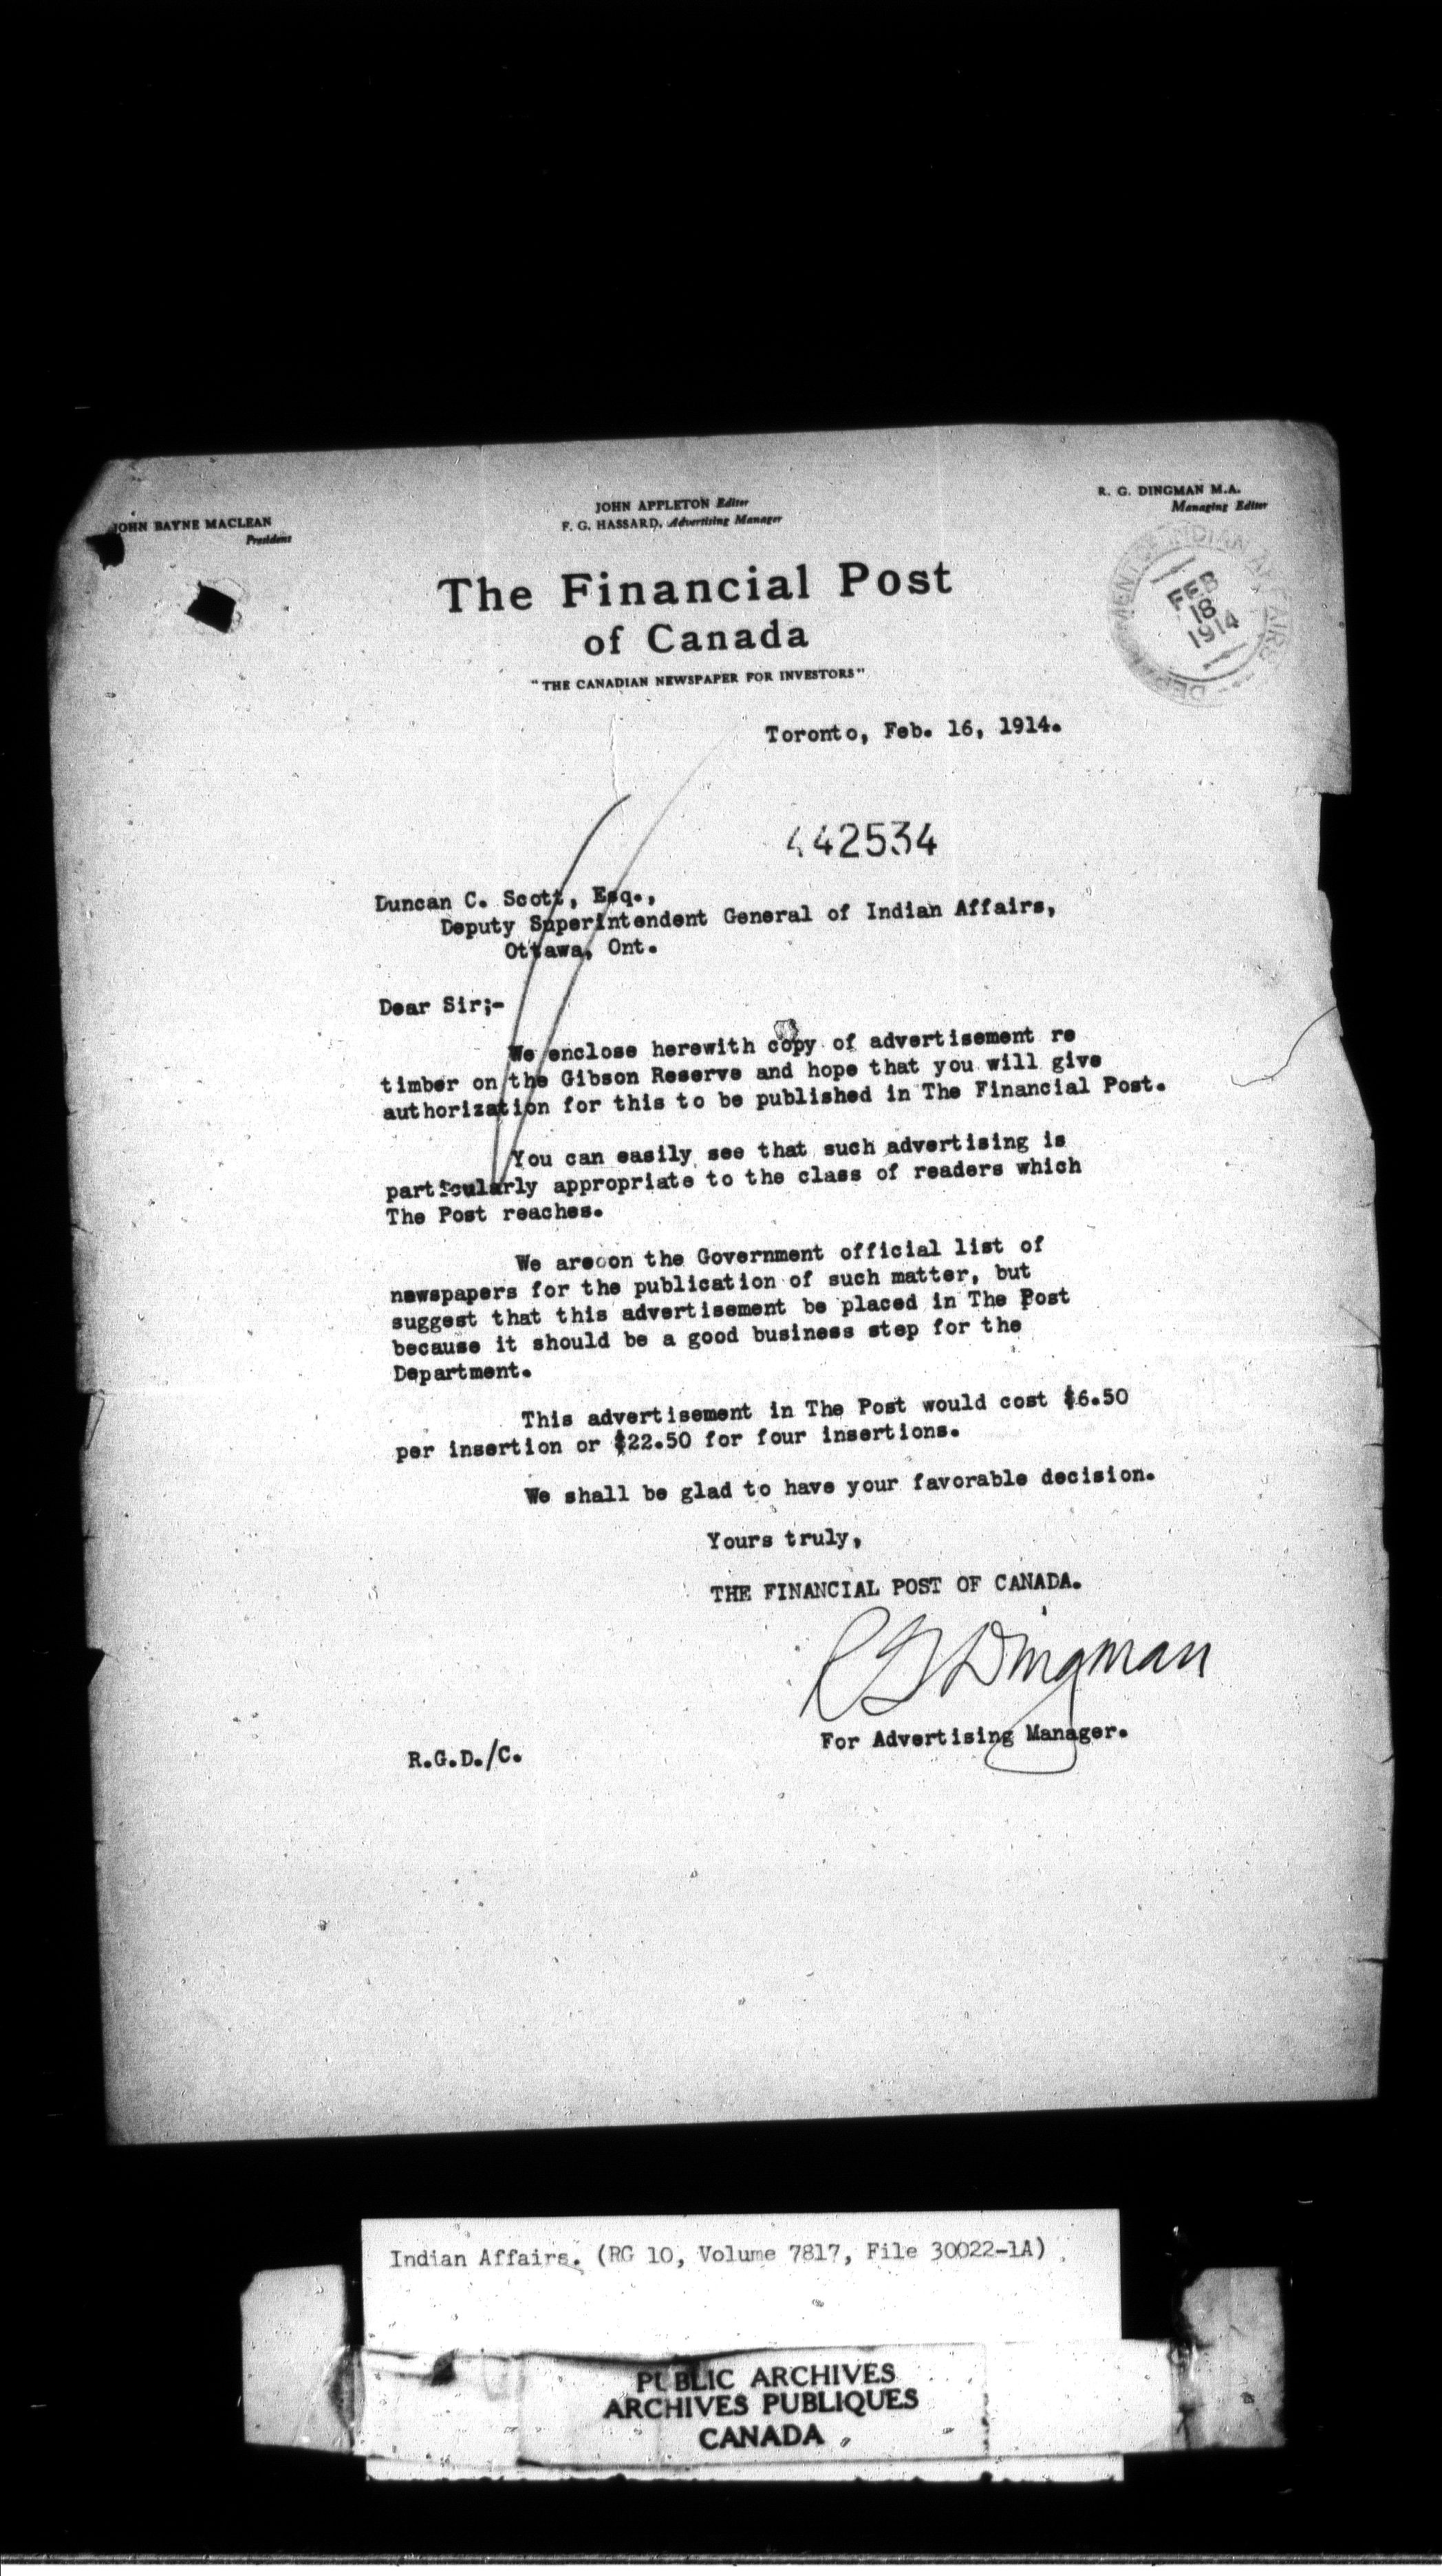 JOHN BAYNE MACLEAN
President
JOHN APPLETON Editor
F. G. HASSARD, Advertising Manager
R. G. DINGMAN M.A.
Managing Editor
The Financial Post
of Canada
"THE CANADIAN NEWSPAPER FOR INVESTORS"
DEPARTMENT OF INDIAN AFFAIRS
FEB
18
1914
Toronto, Feb. 16, 1914.
442534
Duncan C. Scott, Esq.,
Deputy Superintendent General of Indian Affairs,
Ottawa, Ont.
Dear Sir;-
We enclose herewith copy of advertisement re
timber on the Gibson Reserve and hope that you will give
authorization for this to be published in The Financial Post.
You can easily see that such advertising is
particularly appropriate to the class of readers which
The Post reaches.
We are on the Government official list of
newspapers for the publication of such matter, but
suggest that this advertisement be placed in The Post
because it should be a good business step for the
Department.
This advertisement in The Post would cost $6.50
per insertion or $22.50 for four insertions.
We shall be glad to have your favorable decision.
Yours truly,
THE FINANCIAL POST OF CANADA.
R G Dingman
For Advertising Manager.
R.G.D./C.
Indian Affairs. (RG 10, Volume 7817, File 30022-1A)
PUBLIC ARCHIVES
ARCHIVES PUBLIQUES
CANADA